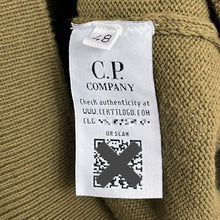 48
C.P.
COMPANY
Check authenticity at
WWW.CERTILOGO.COM
CLG
OR SCAN